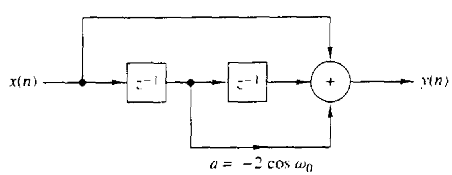 x(n)
z⁻¹
z⁻¹
+
y(n)
a = −2 cos ω₀